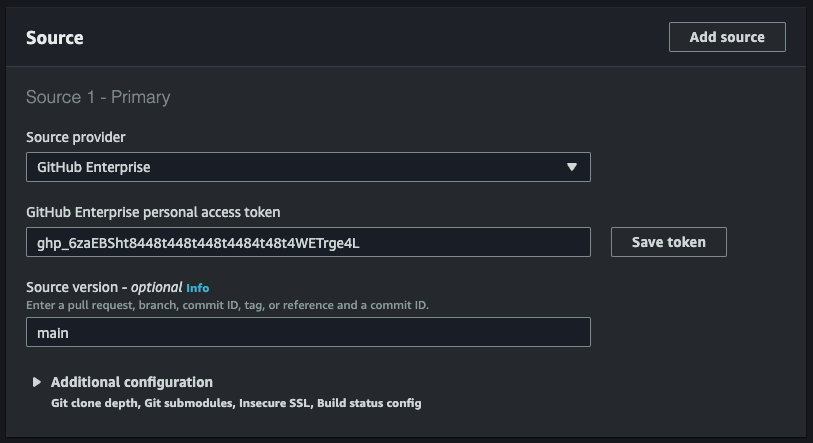 Source
Add source
Source 1 - Primary
Source provider
GitHub Enterprise
GitHub Enterprise personal access token
ghp_6zaEBSht8448t448t448t4484t48t4WETrge4L
Save token
Source version - optional Info
Enter a pull request, branch, commit ID, tag, or reference and a commit ID.
main
Additional configuration
Git clone depth, Git submodules, Insecure SSL, Build status config